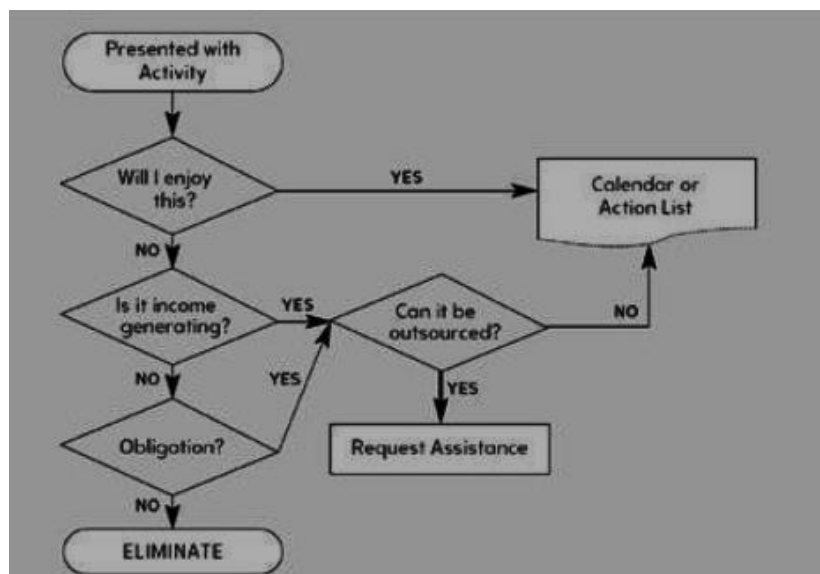 Presented with
Activity
Will I enjoy
this?
YES
Calendar or
Action List
NO
Is it income
generating?
YES
Can it be
outsourced?
NO
NO
YES
YES
Obligation?
Request Assistance
NO
ELIMINATE